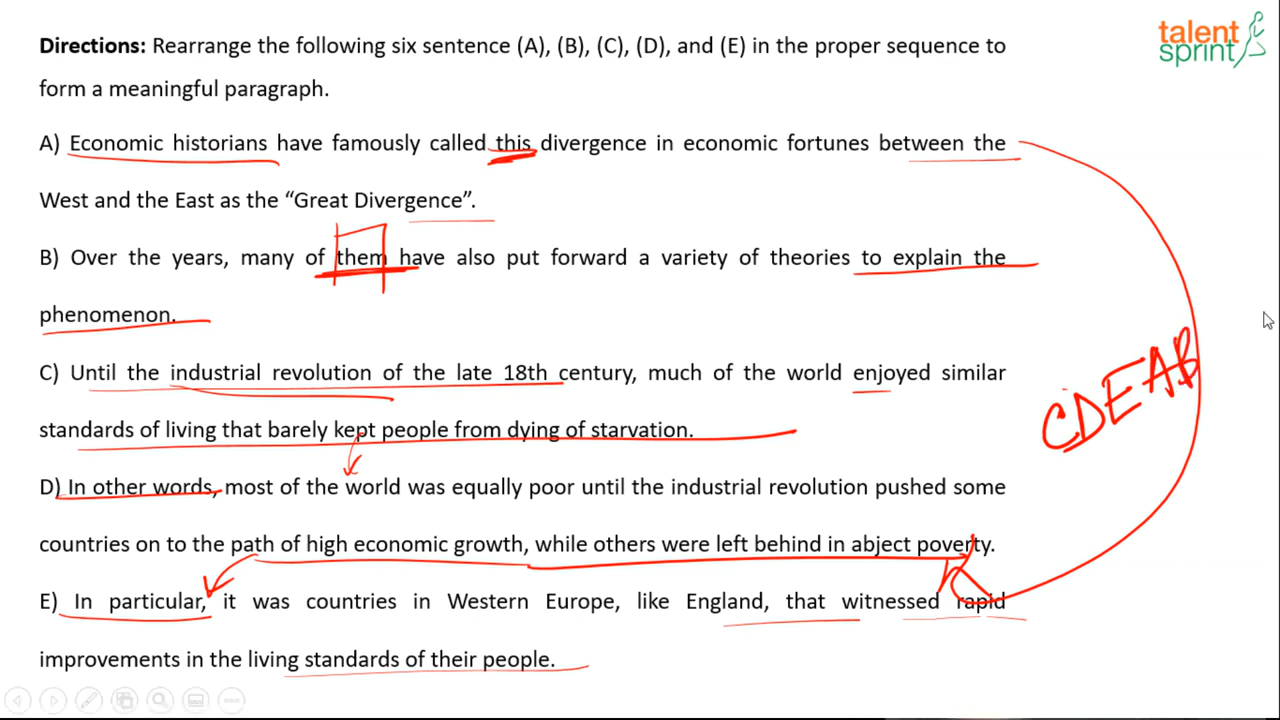 talent
sprint
Directions: Rearrange the following six sentence (A), (B), (C), (D), and (E) in the proper sequence to
form a meaningful paragraph.
A) Economic historians have famously called this divergence in economic fortunes between the
West and the East as the “Great Divergence”.
B) Over the years, many of them have also put forward a variety of theories to explain the
phenomenon.
C) Until the industrial revolution of the late 18th century, much of the world enjoyed similar
standards of living that barely kept people from dying of starvation.
CDEAB
D) In other words, most of the world was equally poor until the industrial revolution pushed some
countries on to the path of high economic growth, while others were left behind in abject poverty.
E) In particular, it was countries in Western Europe, like England, that witnessed rapid
improvements in the living standards of their people.